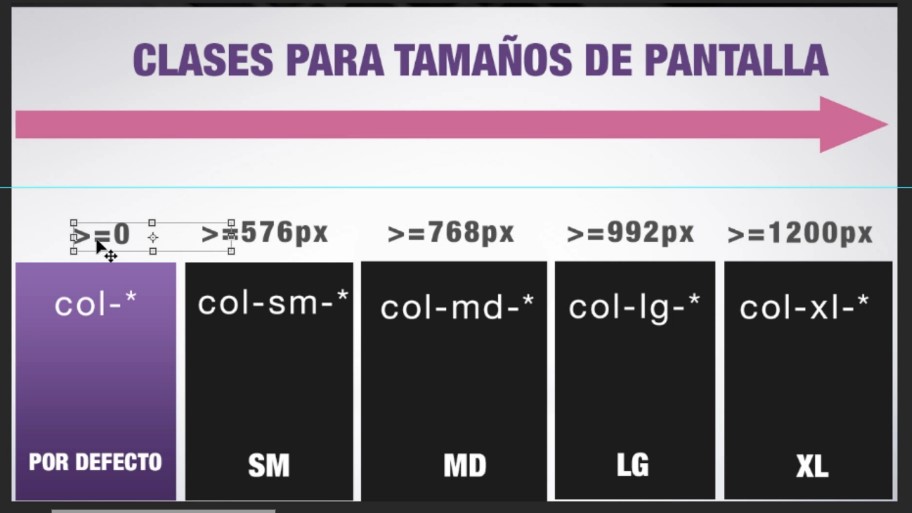 CLASES PARA TAMAÑOS DE PANTALLA
>=0 >=576px >=768px >=992px >=1200px
col-* col-sm-* col-md-* col-lg-* col-xl-*
POR DEFECTO SM MD LG XL